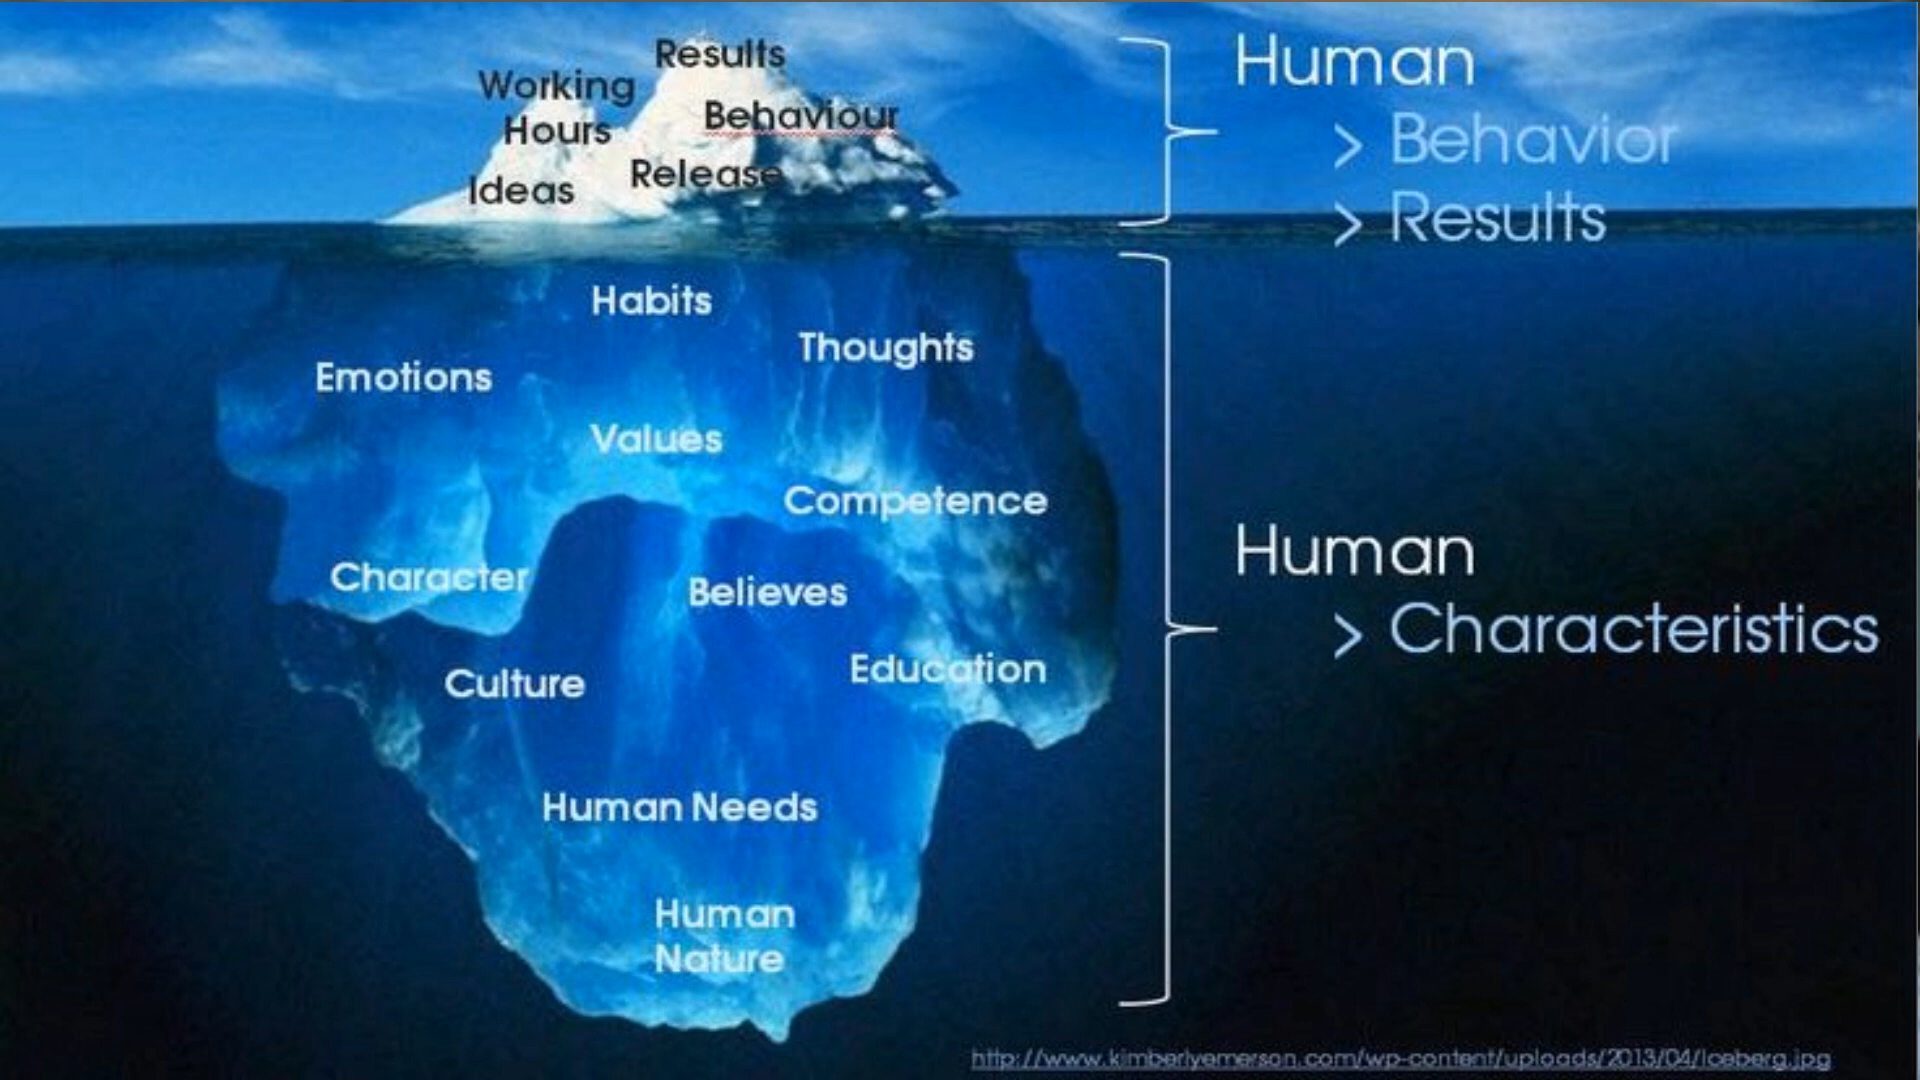 Results
Working
Hours
Behaviour
Release
Ideas
Human
> Behavior
> Results
Habits
Thoughts
Emotions
Values
Competence
Character
Believes
Culture
Education
Human Needs
Human
Nature
Human
> Characteristics
http://www.kimberlyemerson.com/wp-content/uploads/2013/04/Iceberg.jpg